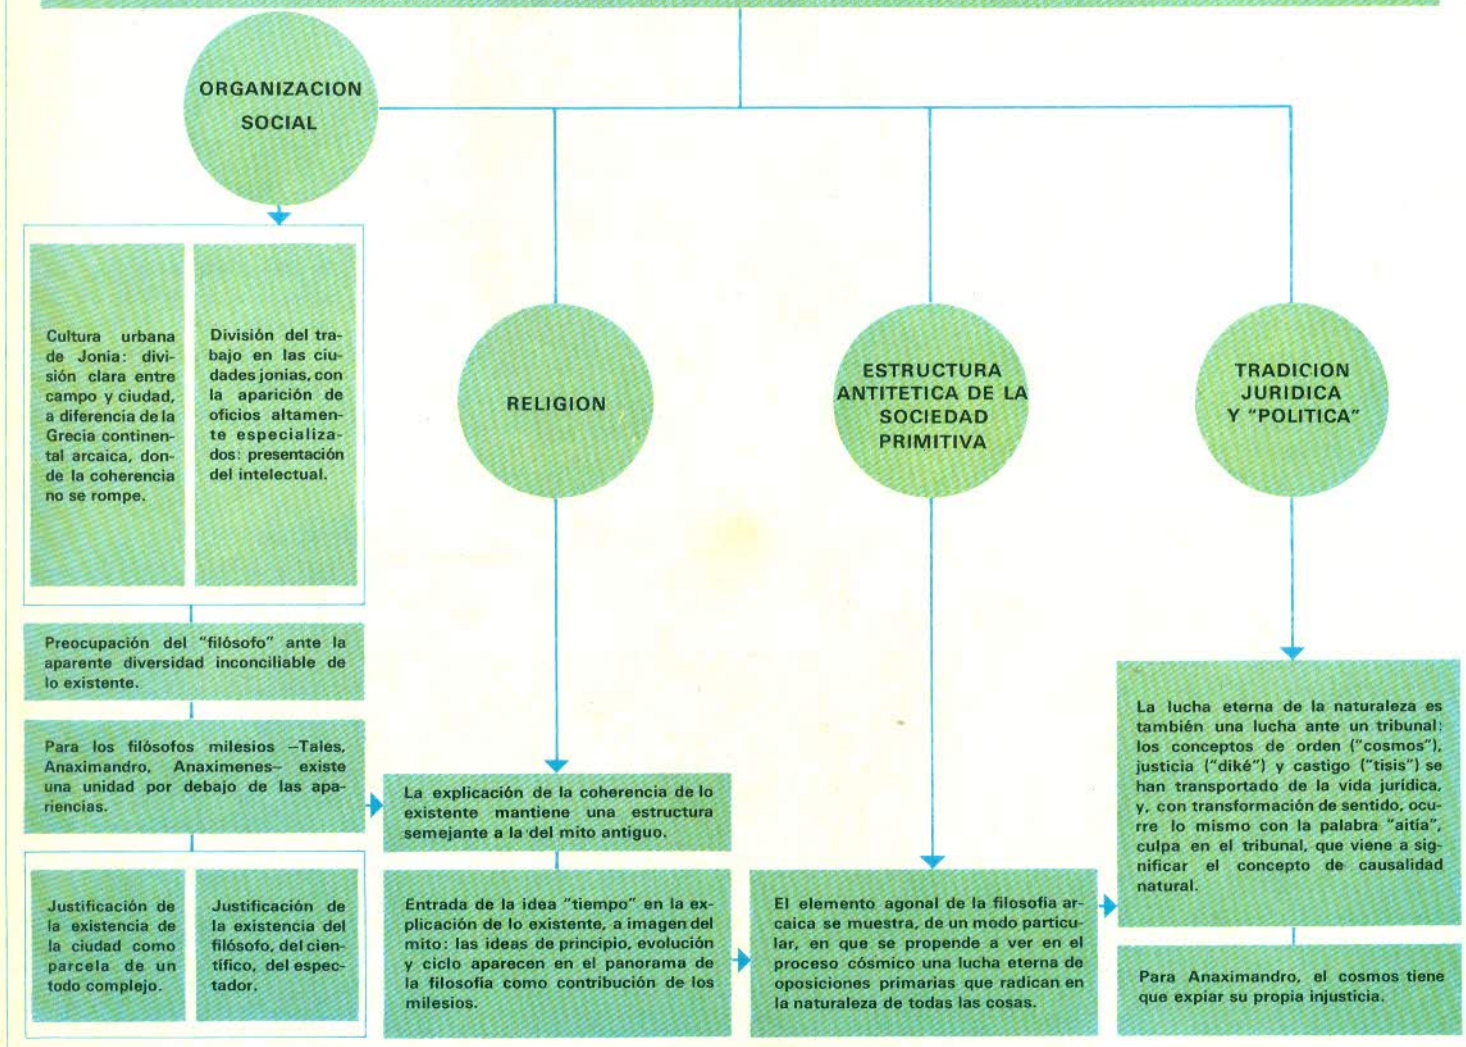 ORGANIZACION
SOCIAL
Cultura urbana
de Jonia: divi-
sión clara entre
campo y ciudad,
a diferencia de la
Grecia continen-
tal arcaica, don-
de la coherencia
no se rompe.
División del tra-
bajo en las ciu-
dades jonias, con
la aparición de
oficios altamen-
te especializa-
dos: presentación
del intelectual.
Preocupación del "filósofo" ante la
aparente diversidad inconciliable de
lo existente.
Para los filósofos milesios —Tales,
Anaximandro, Anaxímenes— existe
una unidad por debajo de las apa-
riencias.
Justificación de
la existencia de
la ciudad como
parcela de un
todo complejo.
Justificación de
la existencia del
filósofo, del cien-
tífico, del espec-
tador.
RELIGION
La explicación de la coherencia de lo
existente mantiene una estructura
semejante a la del mito antiguo.
Entrada de la idea "tiempo" en la ex-
plicación de lo existente, a imagen del
mito: las ideas de principio, evolución
y ciclo aparecen en el panorama de
la filosofía como contribución de los
milesios.
ESTRUCTURA
ANTITETICA DE LA
SOCIEDAD
PRIMITIVA
El elemento agonal de la filosofía ar-
caica se muestra, de un modo particu-
lar, en que se propende a ver en el
proceso cósmico una lucha eterna de
oposiciones primarias que radican en
la naturaleza de todas las cosas.
TRADICION
JURIDICA
Y "POLITICA"
La lucha eterna de la naturaleza es
también una lucha ante un tribunal:
los conceptos de orden ("cosmos"),
justicia ("diké") y castigo ("tisis") se
han transportado de la vida jurídica,
y, con transformación de sentido, ocu-
rre lo mismo con la palabra "aitía",
culpa en el tribunal, que viene a sig-
nificar el concepto de causalidad
natural.
Para Anaximandro, el cosmos tiene
que expiar su propia injusticia.